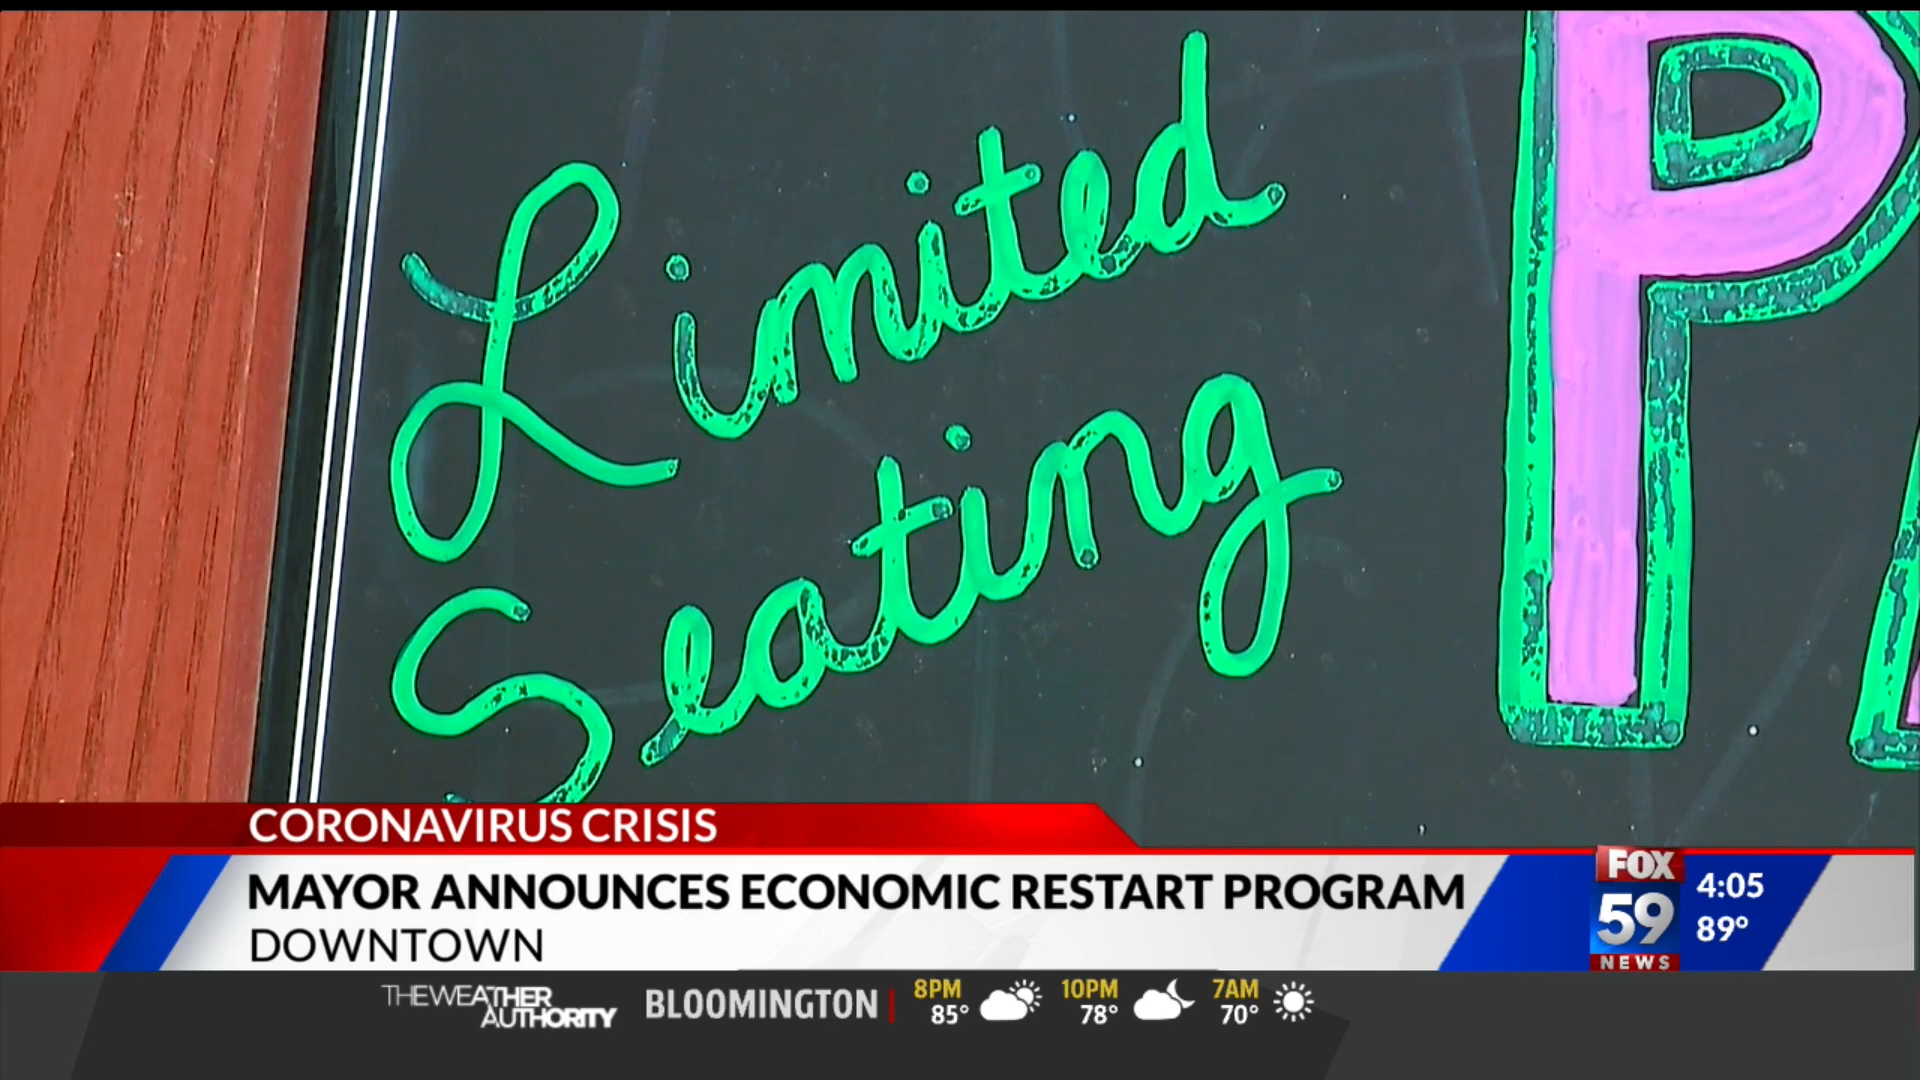 Limited
Seating
P
CORONAVIRUS CRISIS
MAYOR ANNOUNCES ECONOMIC RESTART PROGRAM
DOWNTOWN
FOX
59
NEWS
4:05
89°
THE WEATHER
AUTHORITY
BLOOMINGTON
8PM
85°
10PM
78°
7AM
70°